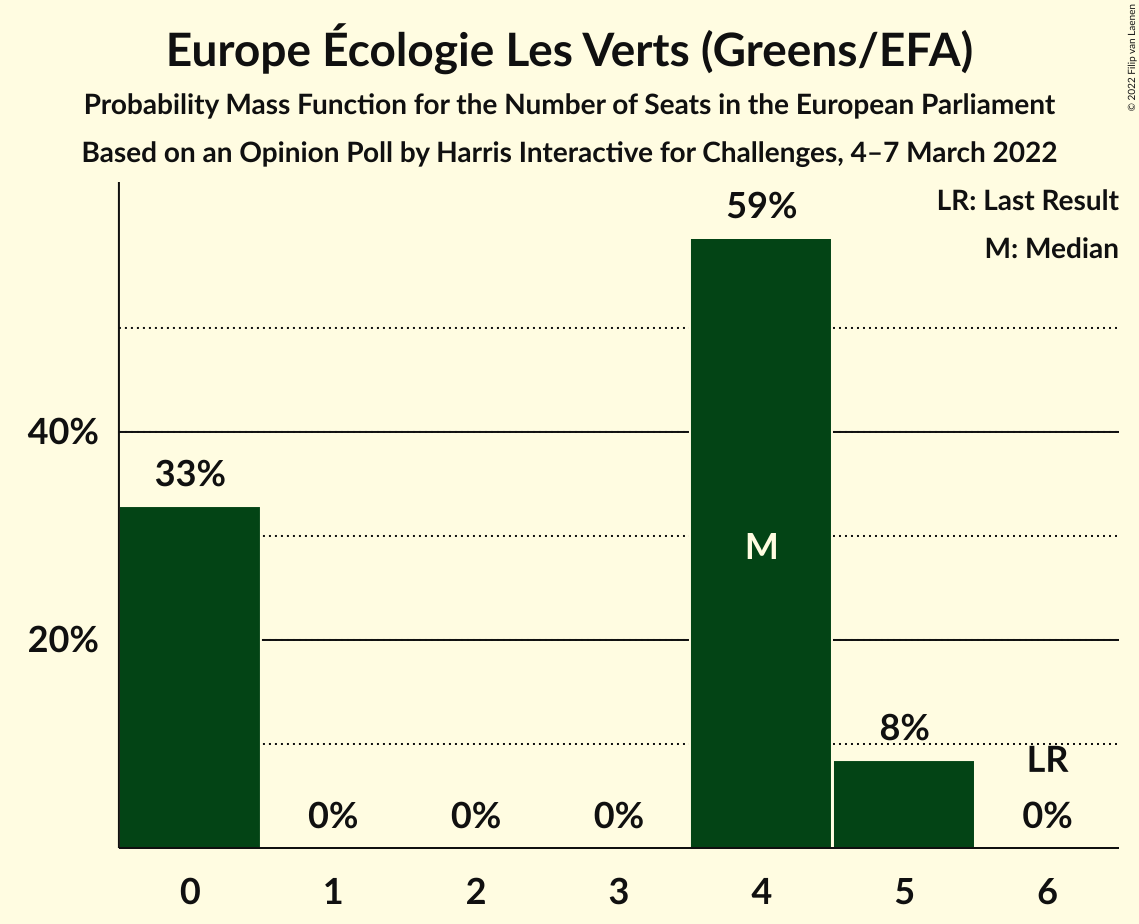 Europe Écologie Les Verts (Greens/EFA)
Probability Mass Function for the Number of Seats in the European Parliament
Based on an Opinion Poll by Harris Interactive for Challenges, 4–7 March 2022
© 2022 Filip van Laenen
LR: Last Result
M: Median
59%
40%
33%
M
20%
8%
LR
0%
0%
0%
0%
0
1
2
3
4
5
6